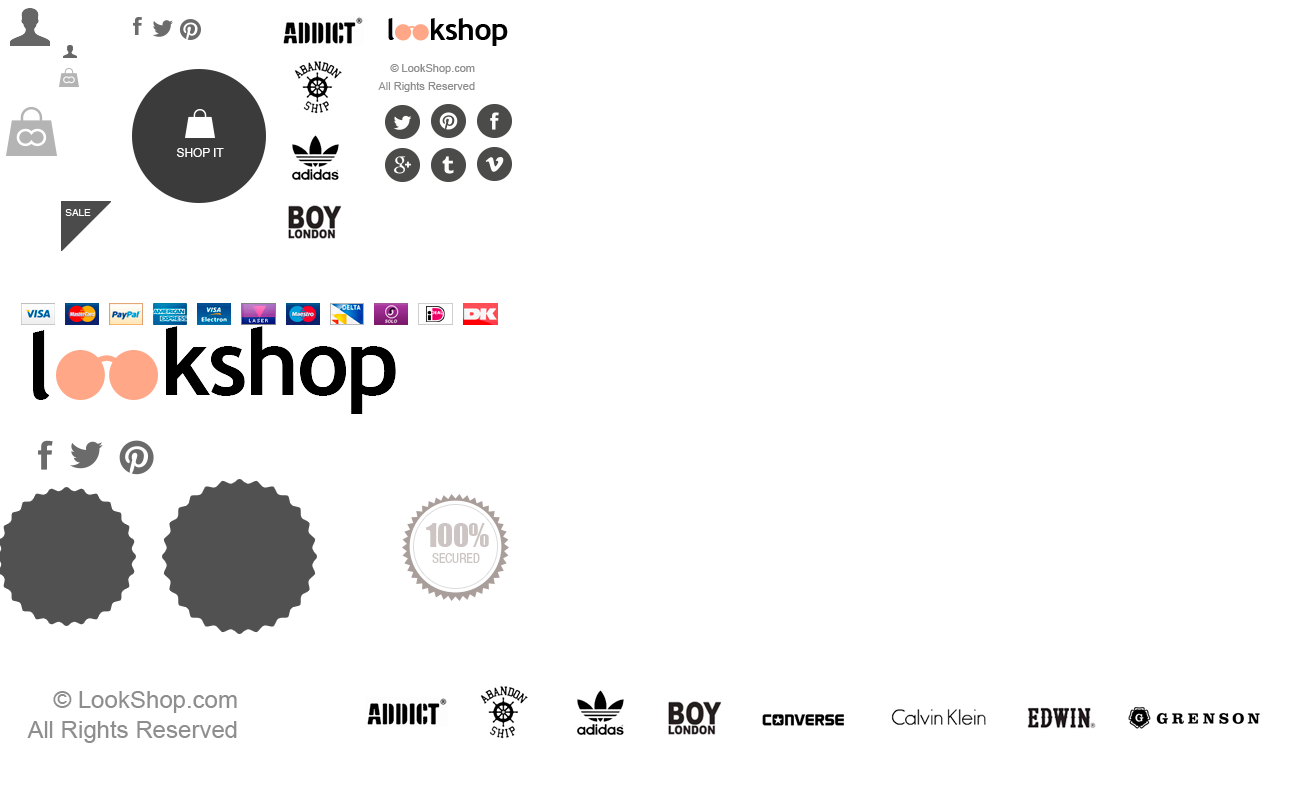 ADDICT®
lookshop
ABANDON
SHIP
© LookShop.com
All Rights Reserved
SHOP IT
adidas
SALE
BOY
LONDON
VISA
MasterCard
PayPal
AMERICAN
EXPRESS
VISA
Electron
LASER
Maestro
DELTA
SOLO
iDEAL
DK
lookshop
100%
SECURED
© LookShop.com
All Rights Reserved
ADDICT®
ABANDON
SHIP
adidas
BOY
LONDON
CONVERSE
Calvin Klein
EDWIN®
G GRENSON